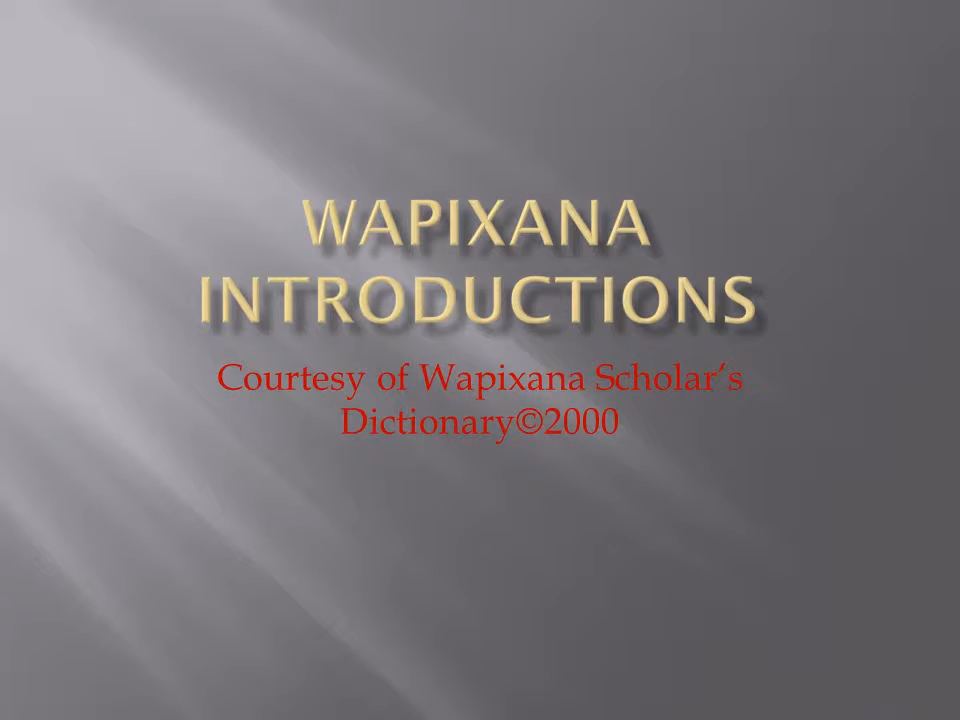 WAPIXANA
INTRODUCTIONS
Courtesy of Wapixana Scholar’s
Dictionary©2000